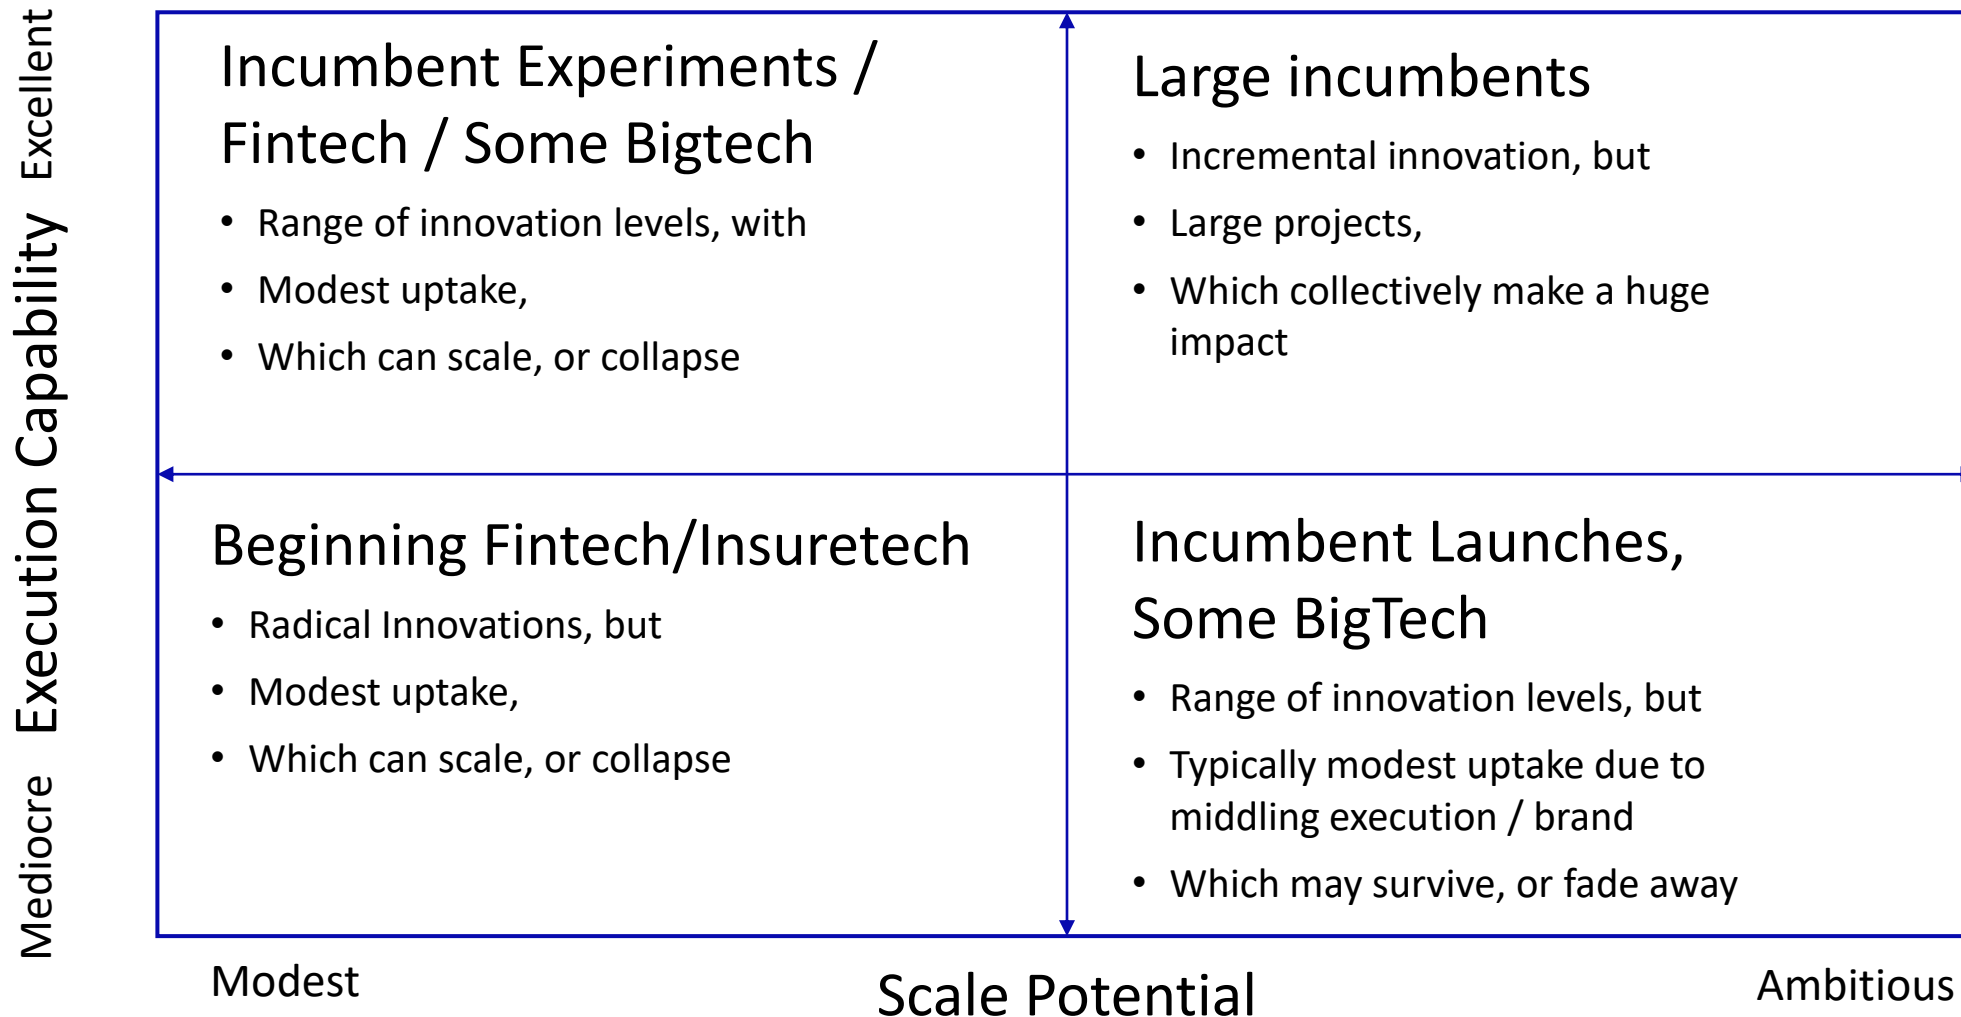 Excellent
Execution Capability
Mediocre
Incumbent Experiments /
Fintech / Some Bigtech
• Range of innovation levels, with
• Modest uptake,
• Which can scale, or collapse
Large incumbents
• Incremental innovation, but
• Large projects,
• Which collectively make a huge
impact
Beginning Fintech/Insuretech
• Radical Innovations, but
• Modest uptake,
• Which can scale, or collapse
Incumbent Launches,
Some BigTech
• Range of innovation levels, but
• Typically modest uptake due to
middling execution / brand
• Which may survive, or fade away
Modest
Scale Potential
Ambitious